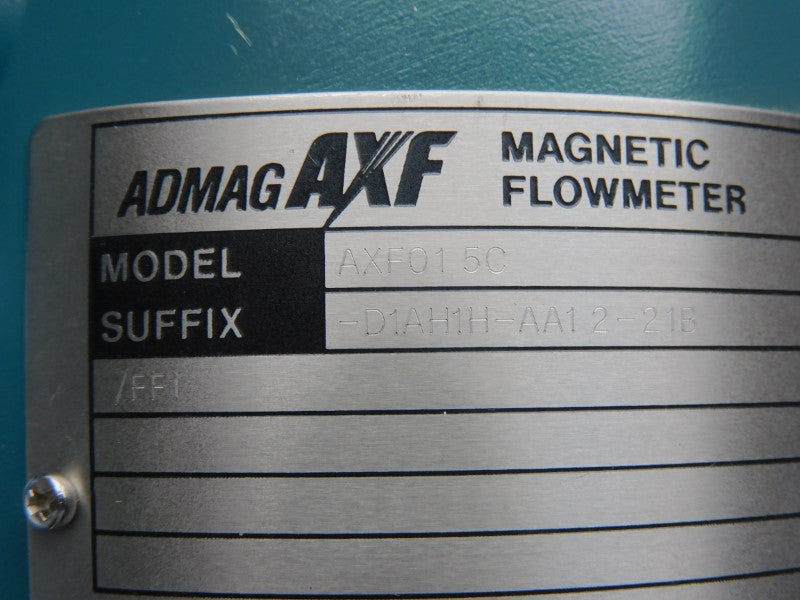 ADMAG AXF MAGNETIC FLOWMETER
MODEL AXF015C
SUFFIX -D1AH1H-AA12-21B
/FF1